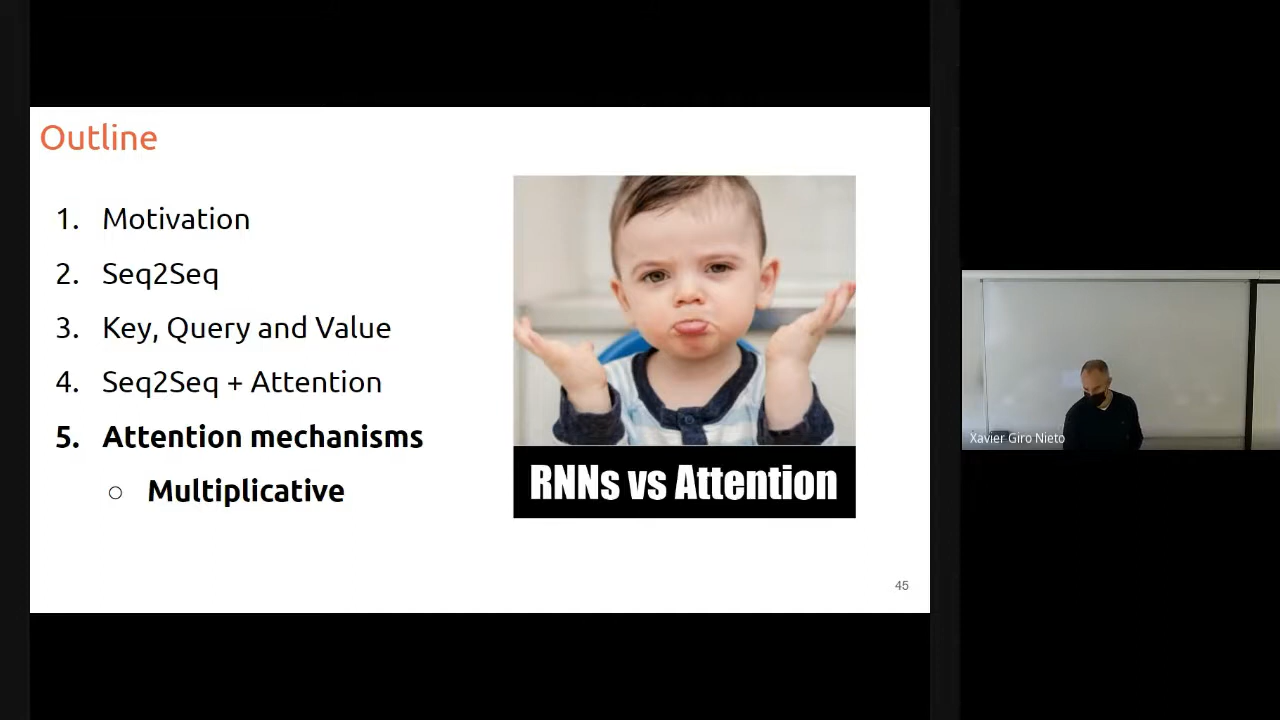 Outline
1. Motivation
2. Seq2Seq
3. Key, Query and Value
4. Seq2Seq + Attention
5. Attention mechanisms
○ Multiplicative
RNNs vs Attention
45
Xavier Giro Nieto